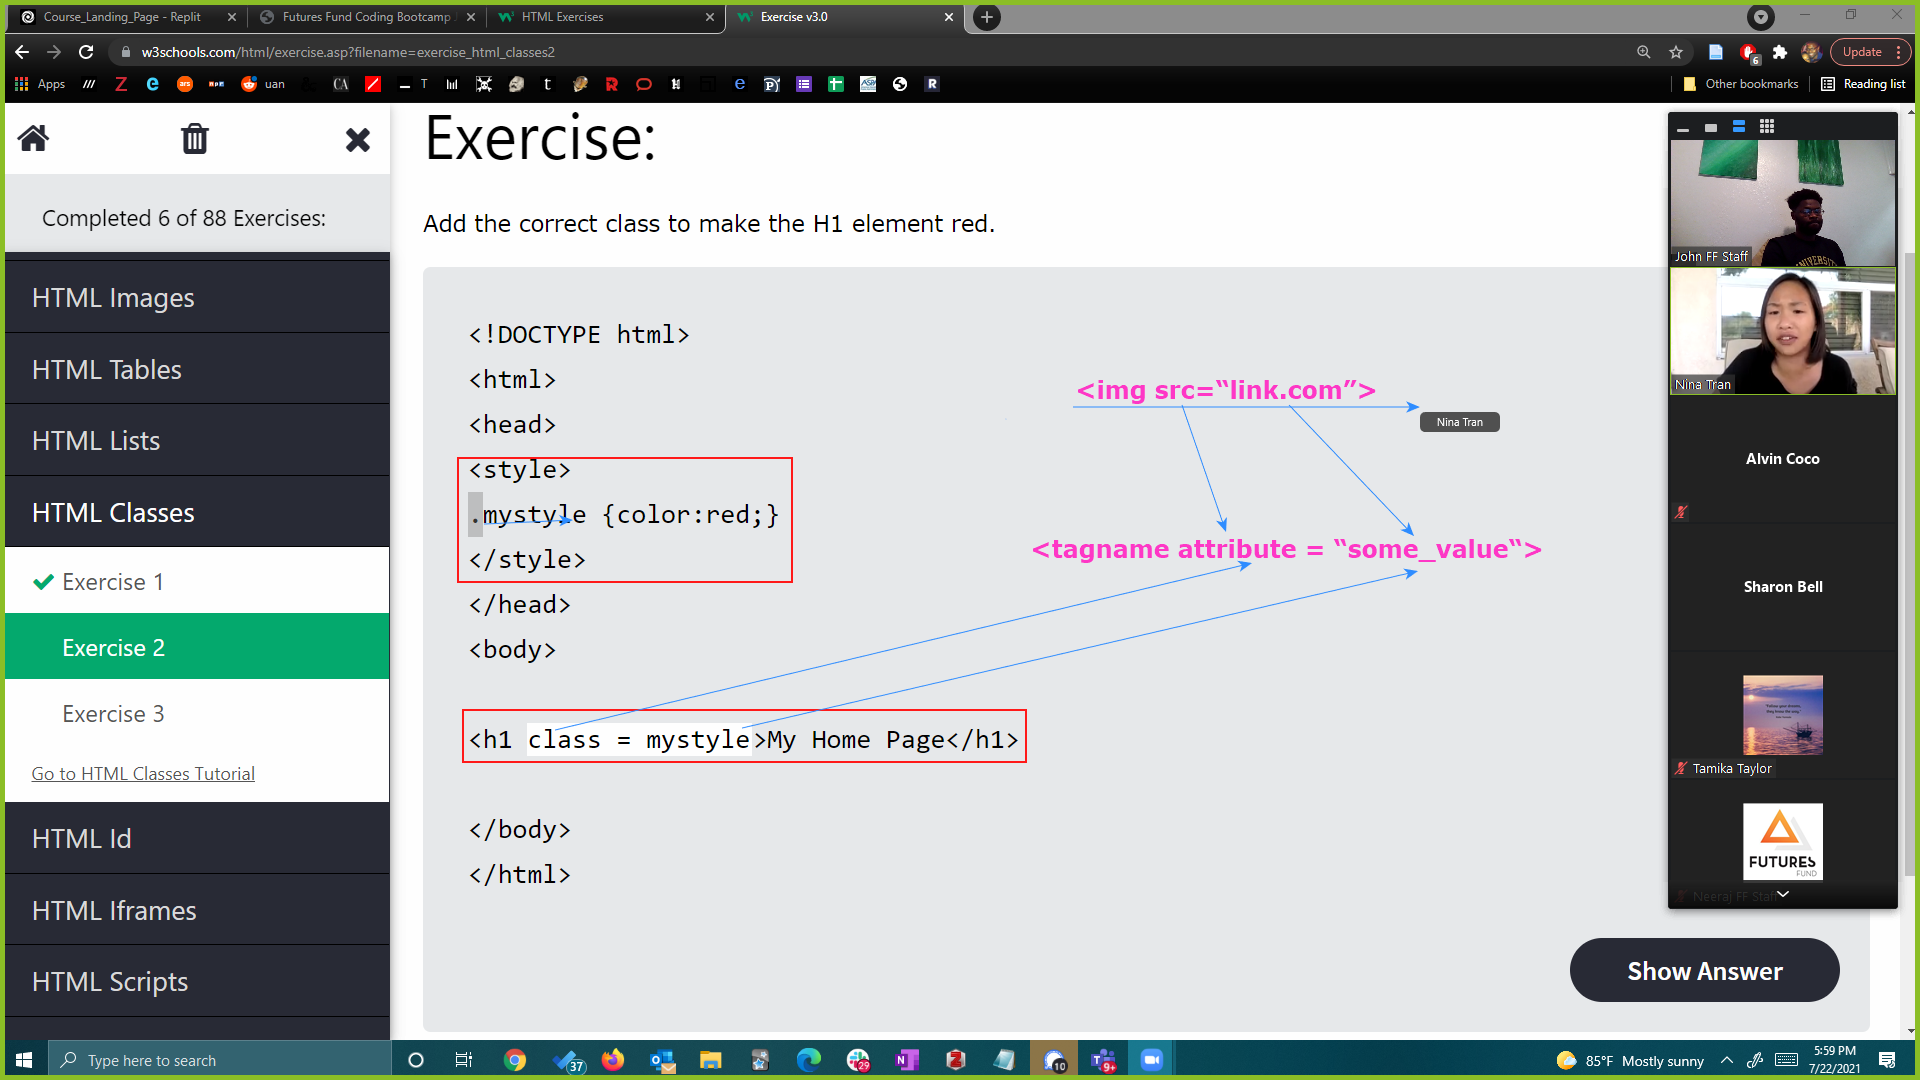 Course_Landing_Page - Replit
Futures Fund Coding Bootcamp
HTML Exercises
Exercise v3.0
w3schools.com/html/exercise.asp?filename=exercise_html_classes2
6
Update
Apps
uan
CA
T
Other bookmarks
Reading list
Completed 6 of 88 Exercises:
HTML Images
HTML Tables
HTML Lists
HTML Classes
Exercise 1
Exercise 2
Exercise 3
Go to HTML Classes Tutorial
HTML Id
HTML Iframes
HTML Scripts
Exercise:
Add the correct class to make the H1 element red.
<!DOCTYPE html>
<html>
<head>
<style>
.mystyle {color:red;}
</style>
</head>
<body>
<h1 class = mystyle>My Home Page</h1>
</body>
</html>
<img src=“link.com”>
Nina Tran
<tagname attribute = “some_value“>
Show Answer
John FF Staff
Nina Tran
Alvin Coco
Sharon Bell
Tamika Taylor
FUTURES
FUND
Neeraj FF Staff
Type here to search
37
29
10
9+
85°F Mostly sunny
5:59 PM
7/22/2021